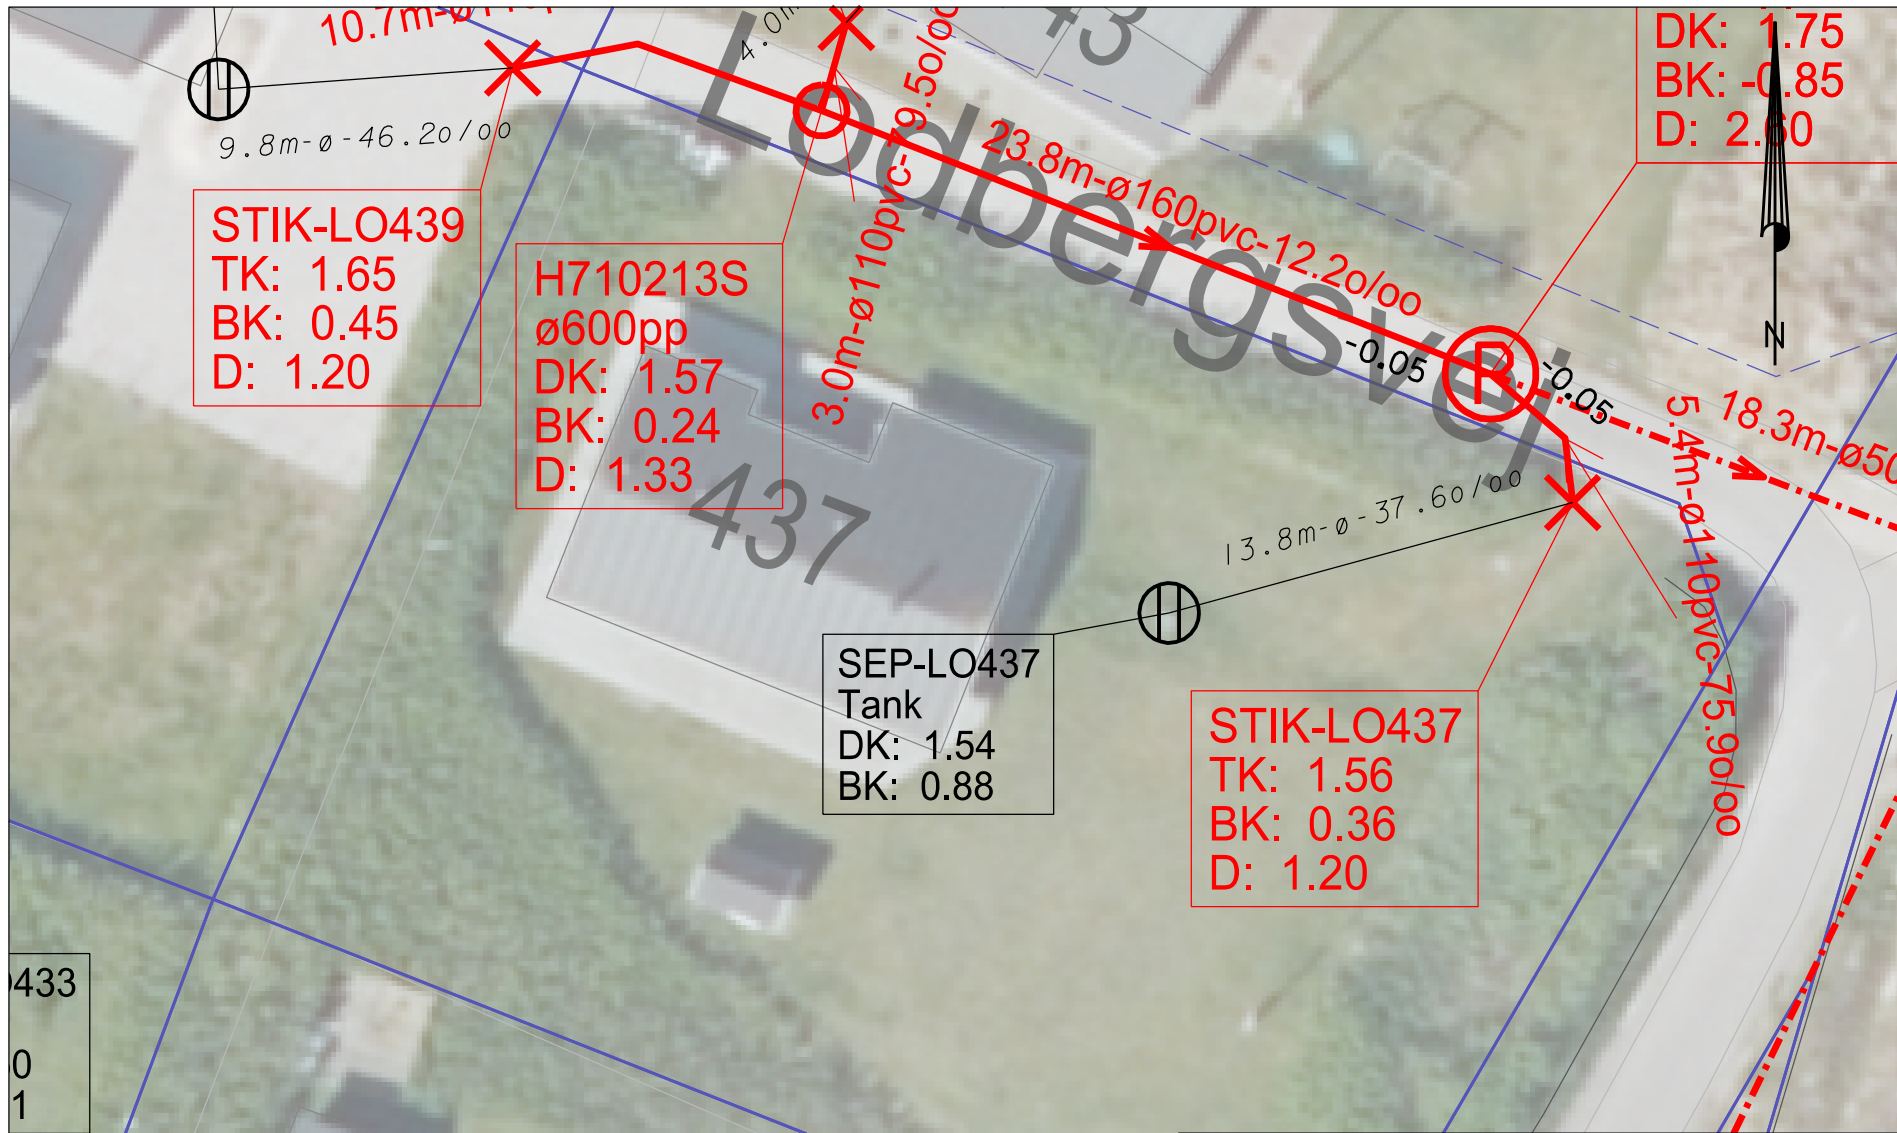 10.7m-ø110p
4.0m
43
DK: 1.75
BK: -0.85
D: 2.60
9.8m-ø-46.2o/oo
3.0m-ø110pvc-79.5o/oo
Lodbergsvej
23.8m-ø160pvc-12.2o/oo
STIK-LO439
TK: 1.65
BK: 0.45
D: 1.20
H710213S
ø600pp
DK: 1.57
BK: 0.24
D: 1.33
N
-0.05
P
-0.05
18.3m-ø50
5.4m-ø110pvc-75.9o/oo
437
13.8m-ø-37.6o/oo
SEP-LO437
Tank
DK: 1.54
BK: 0.88
STIK-LO437
TK: 1.56
BK: 0.36
D: 1.20
0433
0
1